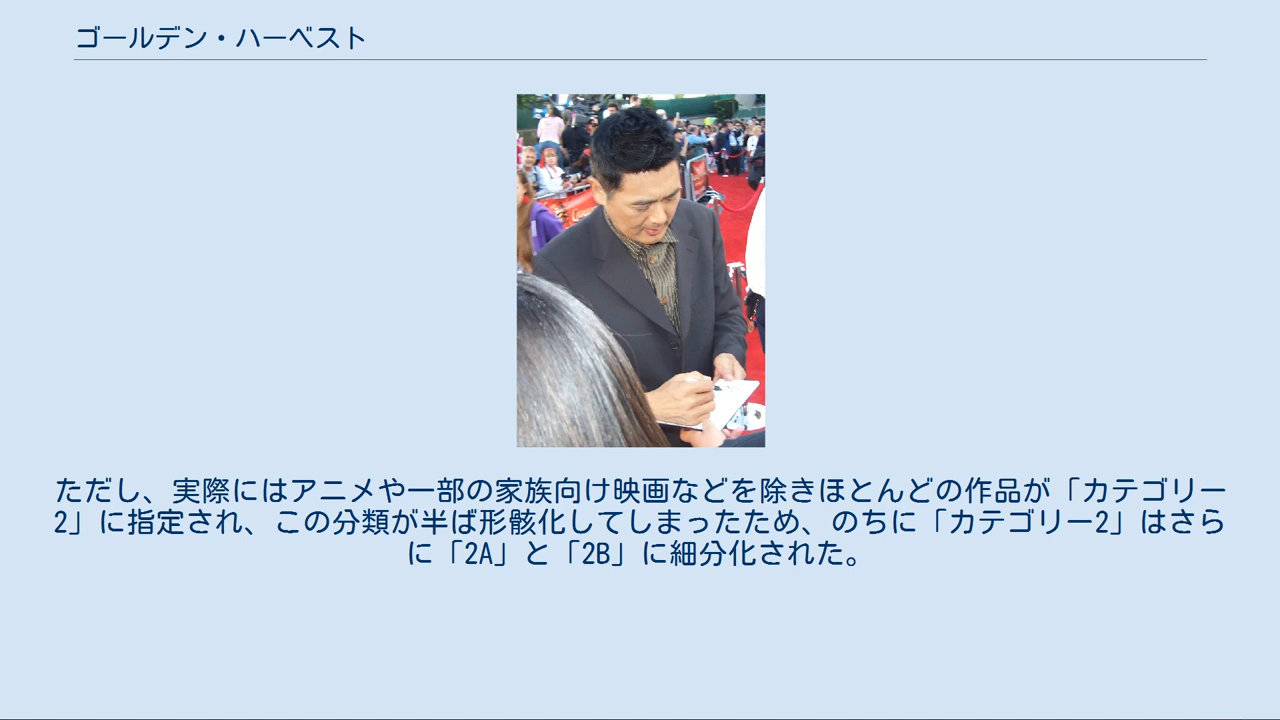 ゴールデン・ハーベスト
ただし、実際にはアニメや一部の家族向け映画などを除きほとんどの作品が「カテゴリー
2」に指定され、この分類が半ば形骸化してしまったため、のちに「カテゴリー2」はさら
に「2A」と「2B」に細分化された。